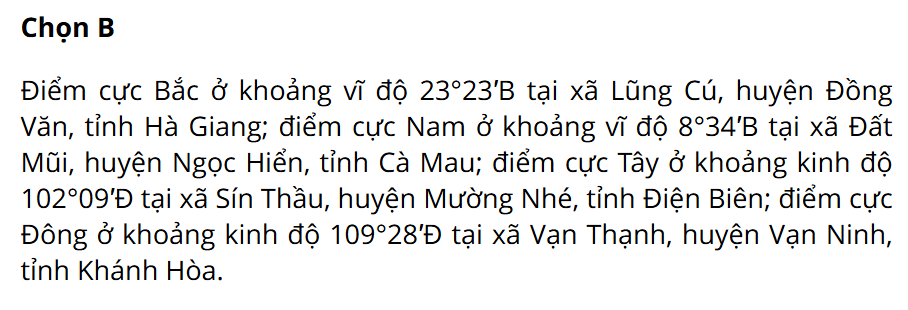 Chọn B
Điểm cực Bắc ở khoảng vĩ độ 23°23'B tại xã Lũng Cú, huyện Đồng
Văn, tỉnh Hà Giang; điểm cực Nam ở khoảng vĩ độ 8°34'B tại xã Đất
Mũi, huyện Ngọc Hiển, tỉnh Cà Mau; điểm cực Tây ở khoảng kinh độ
102°09'Đ tại xã Sín Thầu, huyện Mường Nhé, tỉnh Điện Biên; điểm cực
Đông ở khoảng kinh độ 109°28'Đ tại xã Vạn Thạnh, huyện Vạn Ninh,
tỉnh Khánh Hòa.